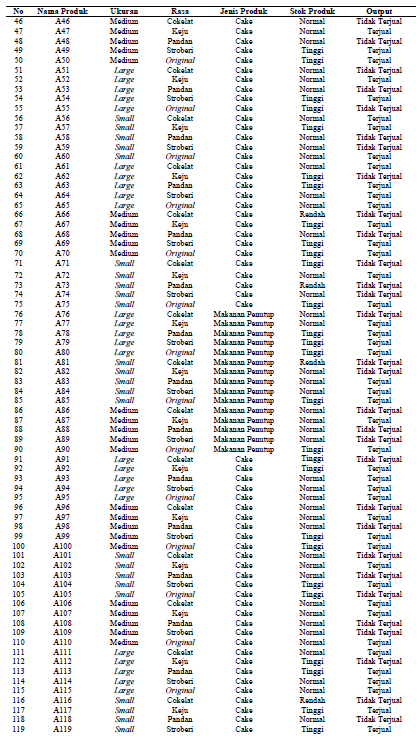 No Nama Produk Ukuran Rasa Jenis Produk Stok Produk Output
46 A46 Medium Cokelat Cake Normal Tidak Terjual
47 A47 Medium Keju Cake Normal Terjual
48 A48 Medium Pandan Cake Normal Tidak Terjual
49 A49 Medium Stroberi Cake Tinggi Terjual
50 A50 Medium Original Cake Tinggi Terjual
51 A51 Large Cokelat Cake Normal Tidak Terjual
52 A52 Large Keju Cake Normal Terjual
53 A53 Large Pandan Cake Normal Tidak Terjual
54 A54 Large Stroberi Cake Tinggi Terjual
55 A55 Large Original Cake Tinggi Tidak Terjual
56 A56 Small Cokelat Cake Normal Tidak Terjual
57 A57 Small Keju Cake Tinggi Terjual
58 A58 Small Pandan Cake Normal Tidak Terjual
59 A59 Small Stroberi Cake Normal Tidak Terjual
60 A60 Small Original Cake Normal Terjual
61 A61 Large Cokelat Cake Normal Terjual
62 A62 Large Keju Cake Tinggi Tidak Terjual
63 A63 Large Pandan Cake Tinggi Terjual
64 A64 Large Stroberi Cake Normal Terjual
65 A65 Large Original Cake Normal Terjual
66 A66 Medium Cokelat Cake Rendah Tidak Terjual
67 A67 Medium Keju Cake Tinggi Terjual
68 A68 Medium Pandan Cake Normal Tidak Terjual
69 A69 Medium Stroberi Cake Tinggi Terjual
70 A70 Medium Original Cake Tinggi Terjual
71 A71 Small Cokelat Cake Tinggi Tidak Terjual
72 A72 Small Keju Cake Normal Terjual
73 A73 Small Pandan Cake Rendah Tidak Terjual
74 A74 Small Stroberi Cake Normal Tidak Terjual
75 A75 Small Original Cake Tinggi Terjual
76 A76 Large Cokelat Makanan Penutup Normal Tidak Terjual
77 A77 Large Keju Makanan Penutup Normal Terjual
78 A78 Large Pandan Makanan Penutup Tinggi Terjual
79 A79 Large Stroberi Makanan Penutup Tinggi Terjual
80 A80 Large Original Makanan Penutup Tinggi Terjual
81 A81 Small Cokelat Makanan Penutup Rendah Tidak Terjual
82 A82 Small Keju Makanan Penutup Normal Tidak Terjual
83 A83 Small Pandan Makanan Penutup Normal Terjual
84 A84 Small Stroberi Makanan Penutup Normal Terjual
85 A85 Small Original Makanan Penutup Tinggi Terjual
86 A86 Medium Cokelat Makanan Penutup Normal Tidak Terjual
87 A87 Medium Keju Makanan Penutup Normal Terjual
88 A88 Medium Pandan Makanan Penutup Normal Tidak Terjual
89 A89 Medium Stroberi Makanan Penutup Normal Tidak Terjual
90 A90 Medium Original Makanan Penutup Tinggi Terjual
91 A91 Large Cokelat Cake Tinggi Tidak Terjual
92 A92 Large Keju Cake Tinggi Terjual
93 A93 Large Pandan Cake Normal Terjual
94 A94 Large Stroberi Cake Normal Terjual
95 A95 Large Original Cake Normal Terjual
96 A96 Medium Cokelat Cake Normal Tidak Terjual
97 A97 Medium Keju Cake Normal Terjual
98 A98 Medium Pandan Cake Normal Tidak Terjual
99 A99 Medium Stroberi Cake Tinggi Terjual
100 A100 Medium Original Cake Tinggi Terjual
101 A101 Small Cokelat Cake Normal Tidak Terjual
102 A102 Small Keju Cake Normal Terjual
103 A103 Small Pandan Cake Normal Tidak Terjual
104 A104 Small Stroberi Cake Tinggi Terjual
105 A105 Small Original Cake Tinggi Tidak Terjual
106 A106 Medium Cokelat Cake Normal Terjual
107 A107 Medium Keju Cake Normal Terjual
108 A108 Medium Pandan Cake Normal Tidak Terjual
109 A109 Medium Stroberi Cake Normal Tidak Terjual
110 A110 Medium Original Cake Normal Terjual
111 A111 Large Cokelat Cake Normal Terjual
112 A112 Large Keju Cake Tinggi Tidak Terjual
113 A113 Large Pandan Cake Tinggi Terjual
114 A114 Large Stroberi Cake Normal Terjual
115 A115 Large Original Cake Normal Terjual
116 A116 Small Cokelat Cake Rendah Tidak Terjual
117 A117 Small Keju Cake Tinggi Terjual
118 A118 Small Pandan Cake Normal Tidak Terjual
119 A119 Small Stroberi Cake Tinggi Terjual